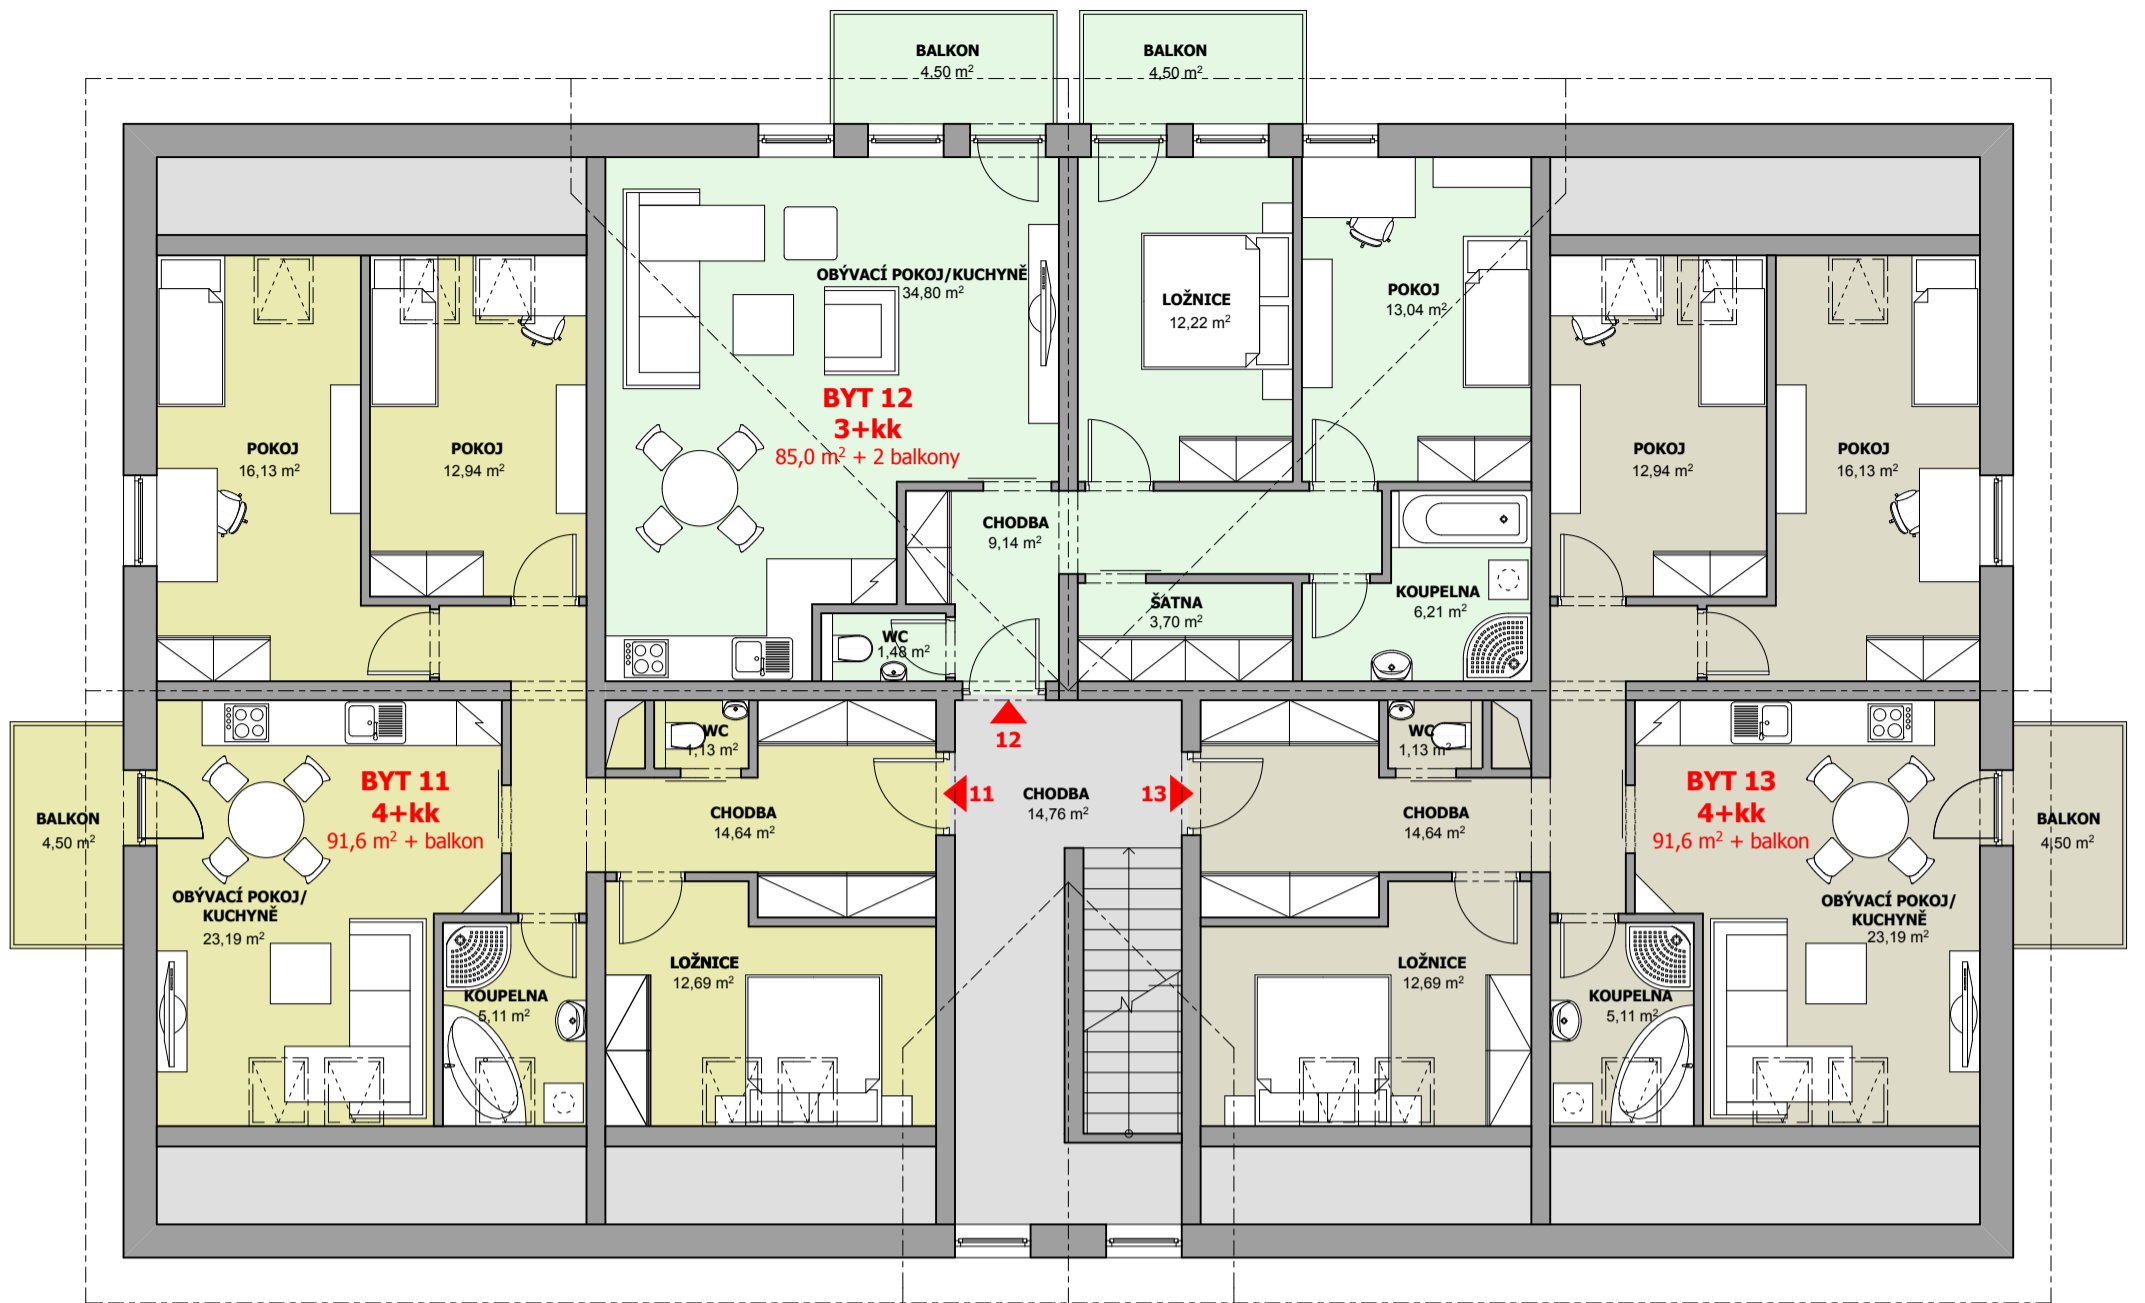 BALKON
4,50 m²
BALKON
4,50 m²
OBÝVACÍ POKOJ/KUCHYNĚ
34,80 m²
LOŽNICE
12,22 m²
POKOJ
13,04 m²
BYT 12
3+kk
85,0 m² + 2 balkony
POKOJ
16,13 m²
POKOJ
12,94 m²
POKOJ
12,94 m²
POKOJ
16,13 m²
CHODBA
9,14 m²
ŠATNA
3,70 m²
KOUPELNA
6,21 m²
WC
1,48 m²
12
WC
1,13 m²
WC
1,13 m²
BYT 11
4+kk
91,6 m² + balkon
BALKON
4,50 m²
CHODBA
14,64 m²
11
CHODBA
14,76 m²
13
CHODBA
14,64 m²
BYT 13
4+kk
91,6 m² + balkon
BALKON
4,50 m²
OBÝVACÍ POKOJ/
KUCHYNĚ
23,19 m²
OBÝVACÍ POKOJ/
KUCHYNĚ
23,19 m²
LOŽNICE
12,69 m²
LOŽNICE
12,69 m²
KOUPELNA
5,11 m²
KOUPELNA
5,11 m²